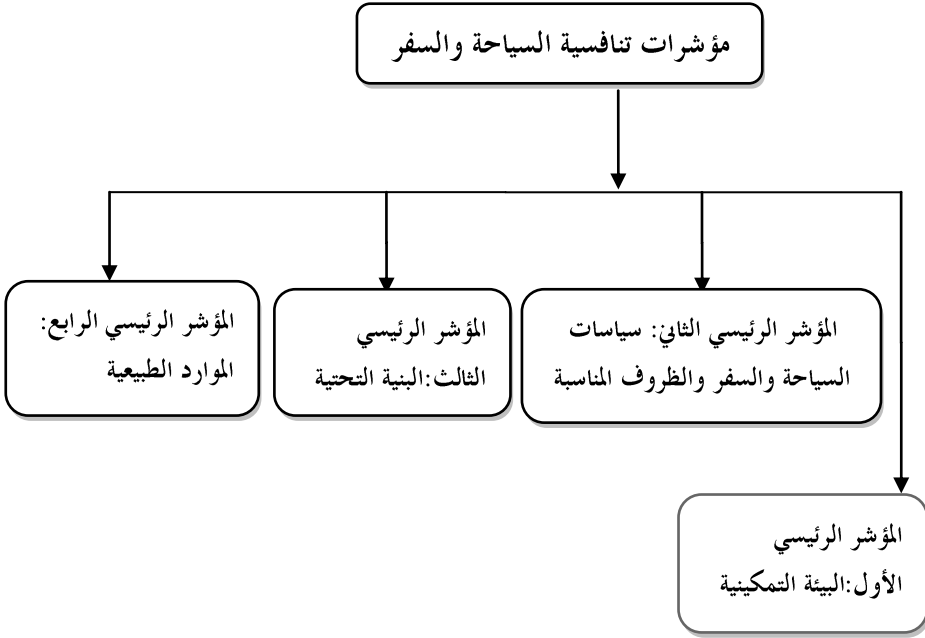 مؤشرات تنافسية السياحة والسفر
المؤشر الرئيسي الثاني: سياسات
السياحة والسفر والظروف المناسبة
المؤشر الرئيسي
الثالث:البنية التحتية
المؤشر الرئيسي الرابع:
الموارد الطبيعية
المؤشر الرئيسي
الأول:البيئة التمكينية